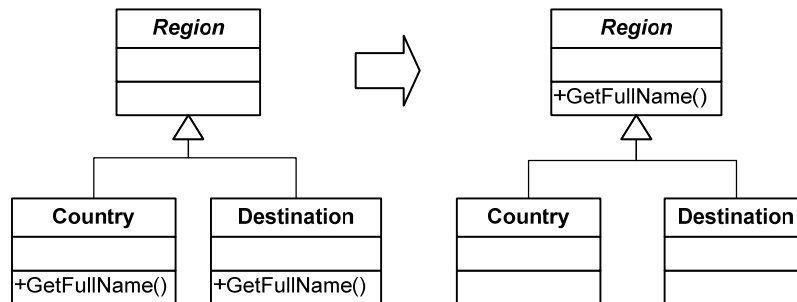 Region
Region
+GetFullName()
Country
Destination
Country
Destination
+GetFullName()
+GetFullName()